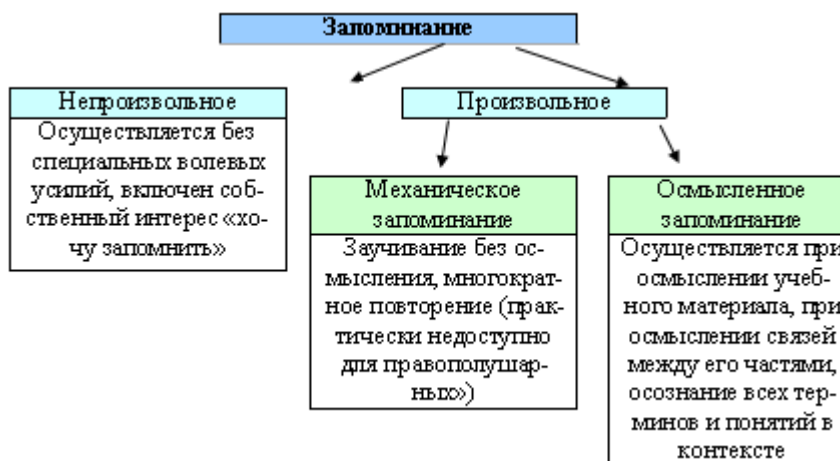 Запоминание
Непроизвольное
Осуществляется без
специальных волевых
усилий, включен соб-
ственный интерес «хо-
чу запомнить»
Произвольное
Механическое
запоминание
Заучивание без ос-
мысления, многократ-
ное повторение (прак-
тически недоступно
для правополушар-
ных»)
Осмысленное
запоминание
Осуществляется при
осмыслении учеб-
ного материала, при
осмыслении связей
между его частями,
осознание всех тер-
минов и понятий в
контексте